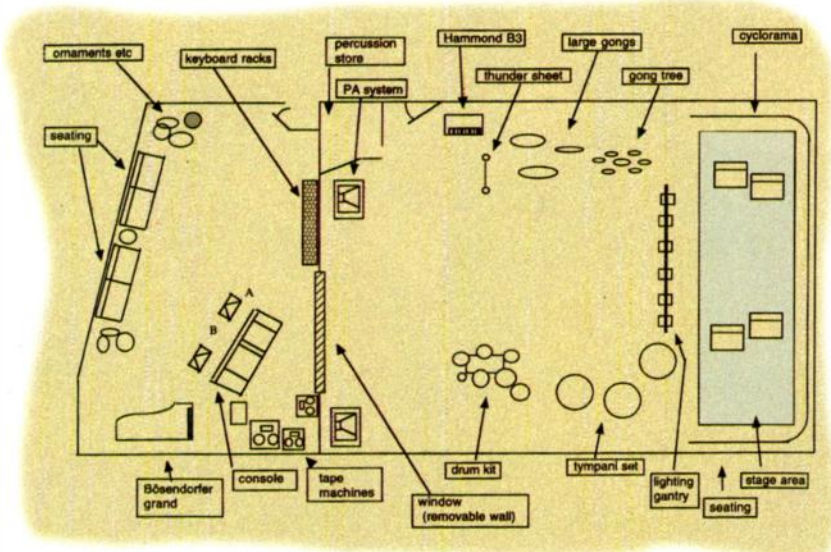 ornaments etc
keyboard racks
percussion
store
PA system
Hammond B3
thunder sheet
large gongs
gong tree
cyclorama
seating
A
B
Bösendorfer
grand
console
tape
machines
window
(removable wall)
drum kit
tympani set
lighting
gantry
seating
stage area